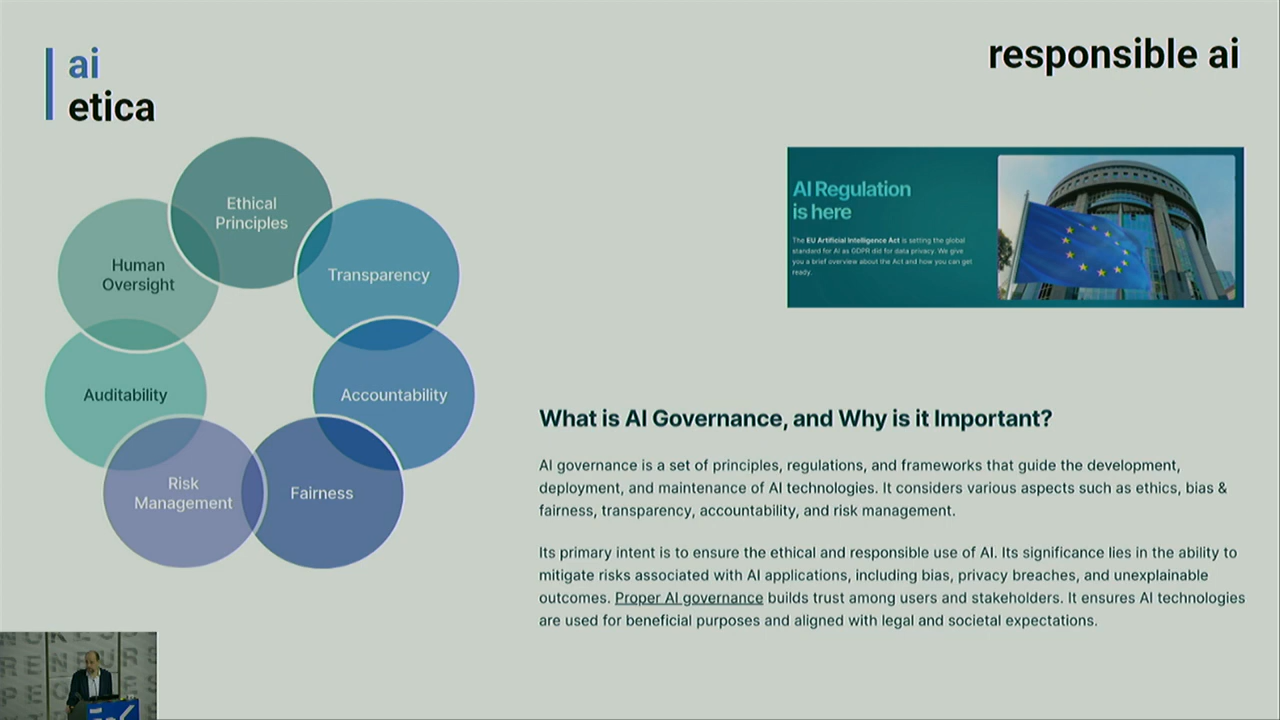 ai
etica
responsible ai
Ethical
Principles
Transparency
Accountability
Fairness
Risk
Management
Auditability
Human
Oversight
AI Regulation
is here
The EU Artificial Intelligence Act is setting the global
standard for AI as GDPR did for data privacy. We give
you a brief overview about the Act and how you can get
ready.
What is AI Governance, and Why is it Important?
AI governance is a set of principles, regulations, and frameworks that guide the development,
deployment, and maintenance of AI technologies. It considers various aspects such as ethics, bias &
fairness, transparency, accountability, and risk management.
Its primary intent is to ensure the ethical and responsible use of AI. Its significance lies in the ability to
mitigate risks associated with AI applications, including bias, privacy breaches, and unexplainable
outcomes. Proper AI governance builds trust among users and stakeholders. It ensures AI technologies
are used for beneficial purposes and aligned with legal and societal expectations.